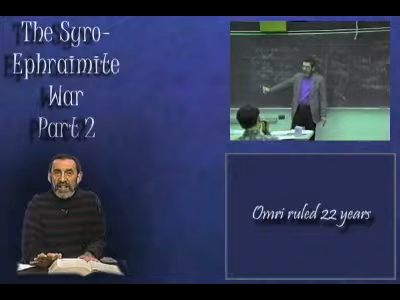 The Syro-
Ephraimite
War
Part 2
Omri ruled 22 years